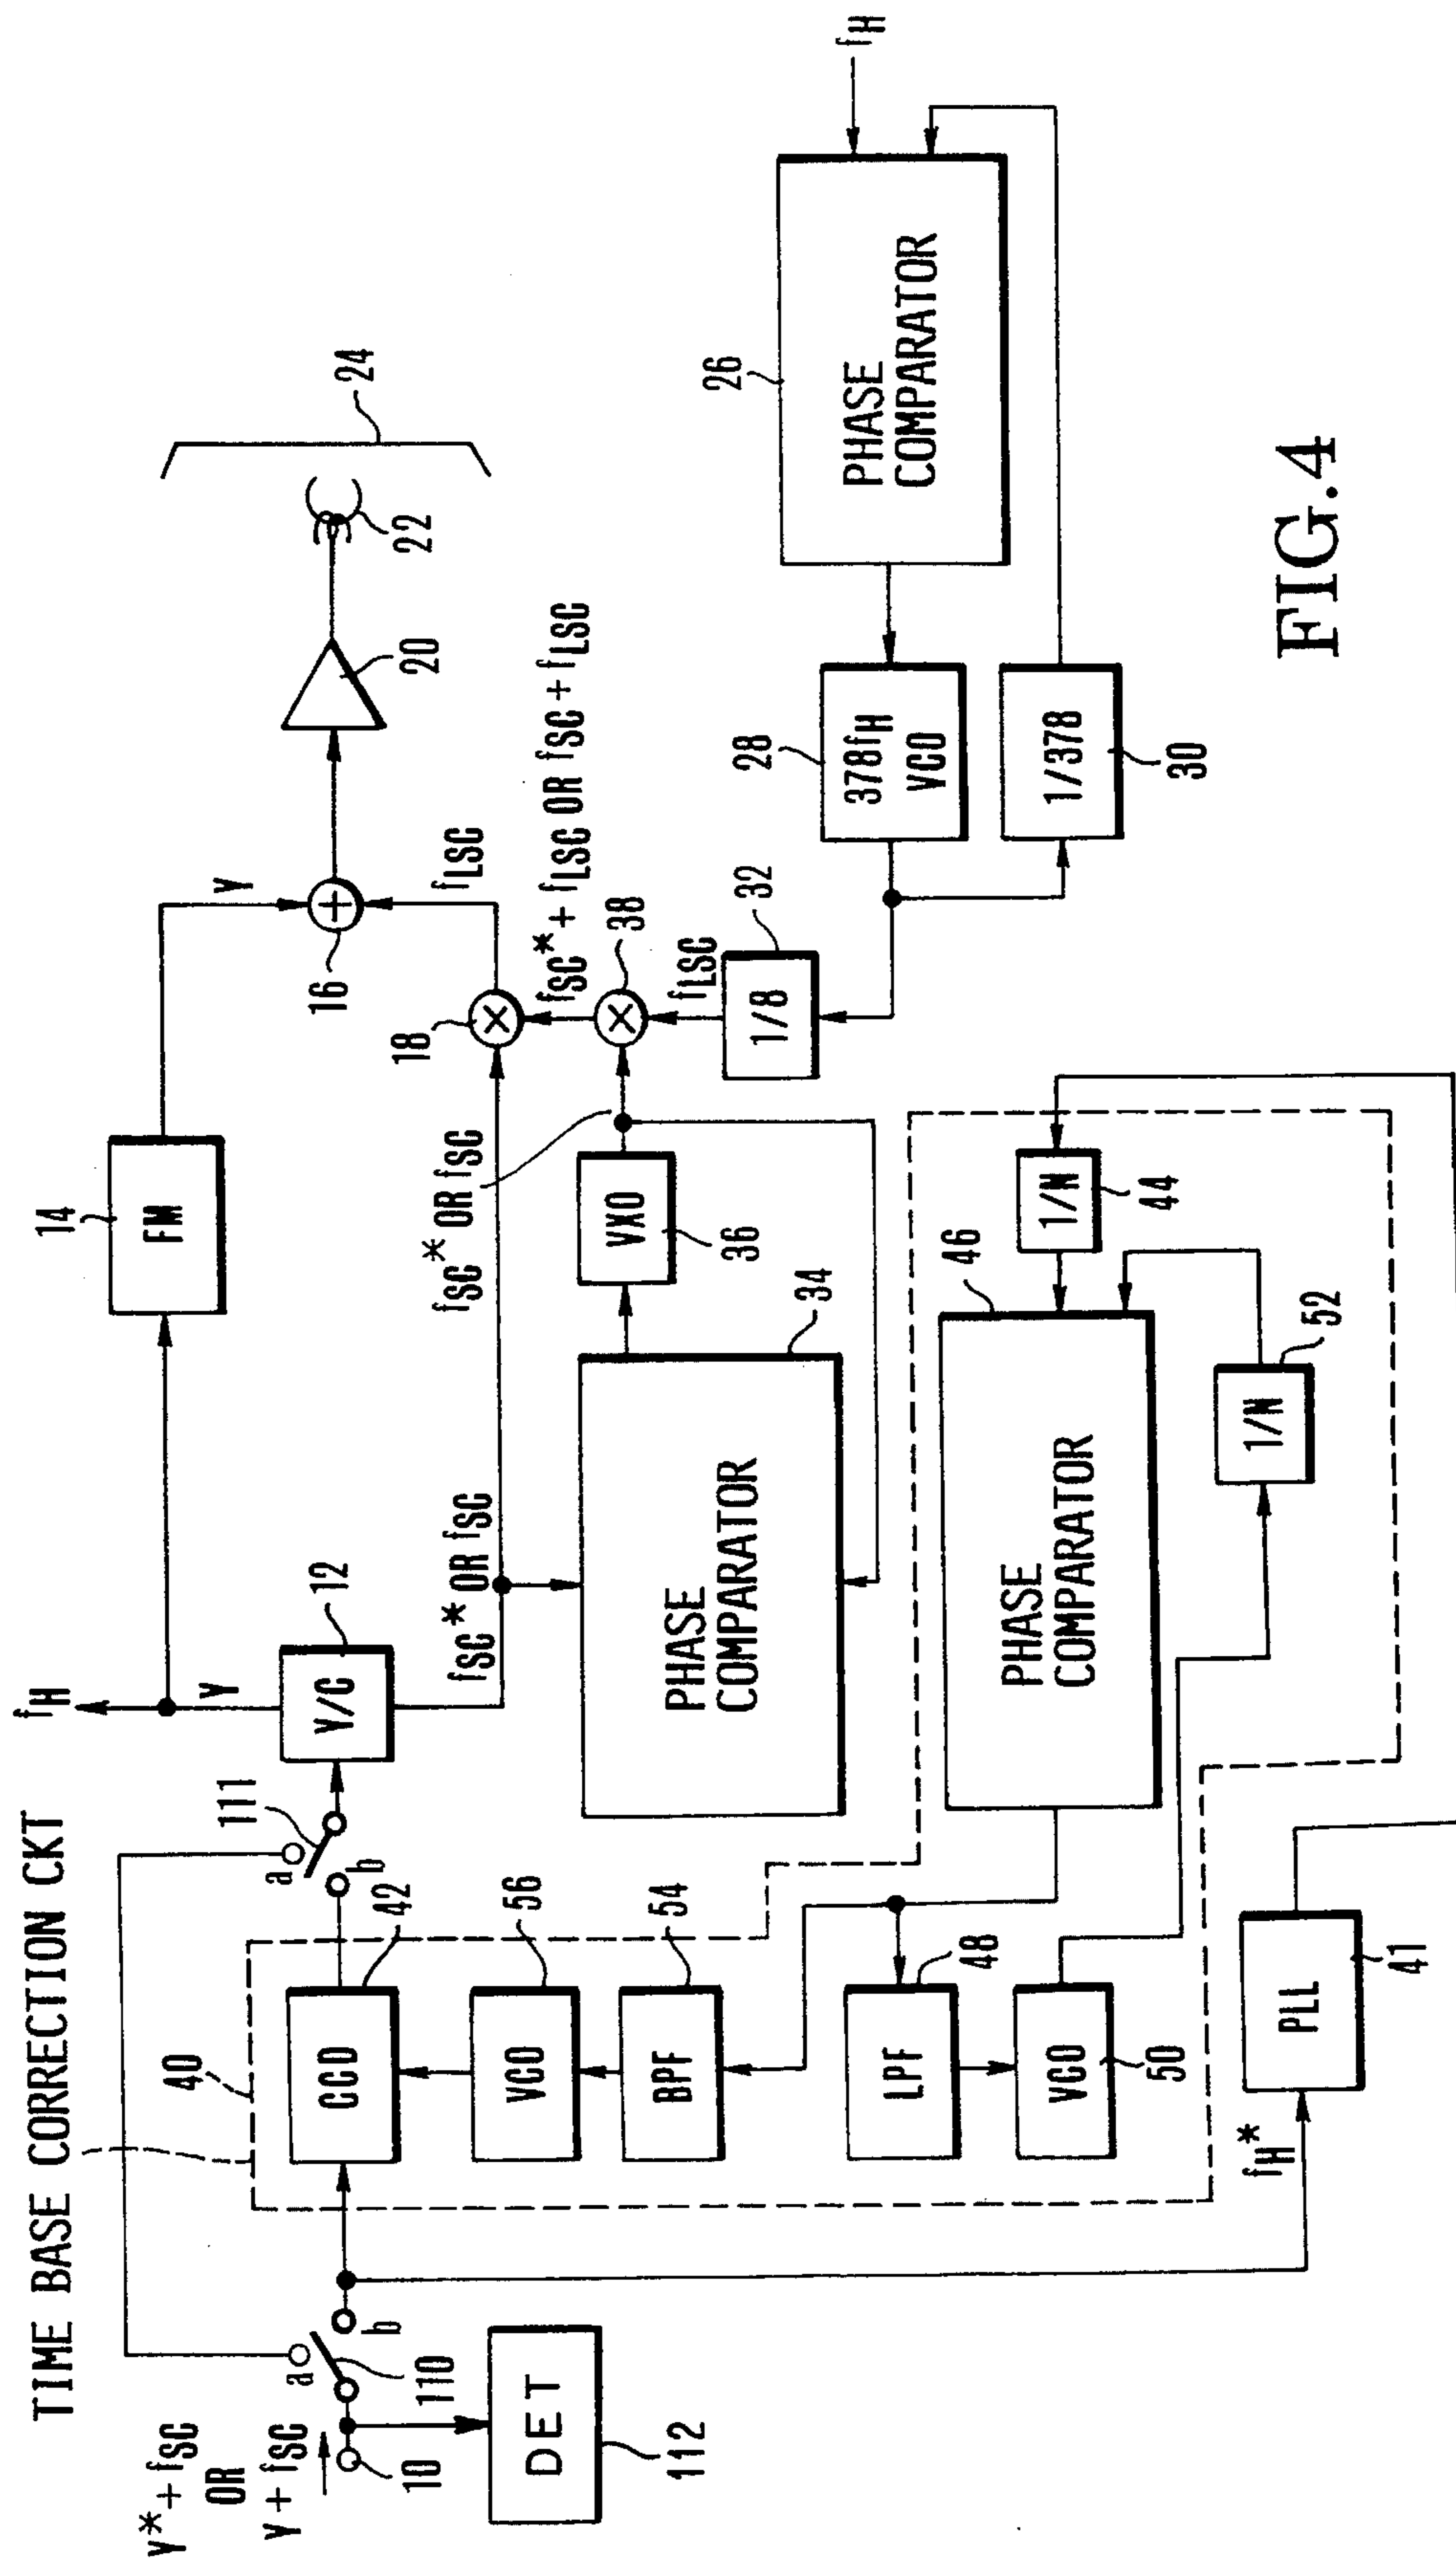 TIME BASE CORRECTION CKT
Y* + fSC
OR
Y + fSC
10
DET
112
a
b
110
40
CCD
42
VCO
56
BPF
54
LPF
48
VCO
50
fH*
PLL
41
a
b
111
fH
Y
Y/C
12
fSC* OR fSC
PHASE
COMPARATOR
34
PHASE
COMPARATOR
46
1/N
52
1/N
44
14
FM
fSC* OR fSC
VXO
36
Y
16
+
fLSC
18
×
×
38
fSC* + fLSC OR fSC + fLSC
fLSC
1/8
32
20
22
24
28
378fH
VCO
1/378
30
26
PHASE
COMPARATOR
fH
FIG.4